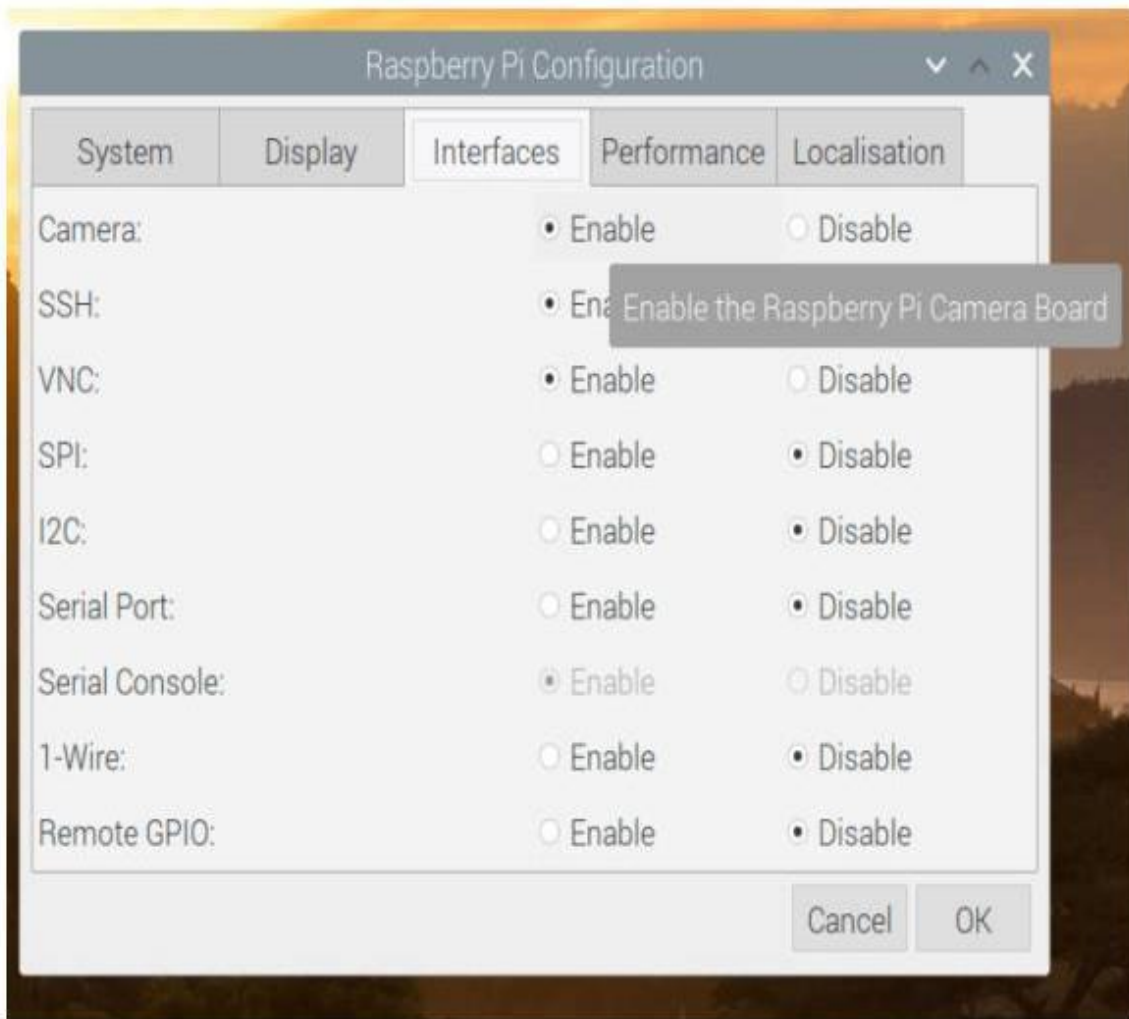 Raspberry Pi Configuration
System Display Interfaces Performance Localisation
Camera: Enable Disable
SSH: Ena
Enable the Raspberry Pi Camera Board
VNC: Enable Disable
SPI: Enable Disable
I2C: Enable Disable
Serial Port: Enable Disable
Serial Console: Enable Disable
1-Wire: Enable Disable
Remote GPIO: Enable Disable
Cancel OK